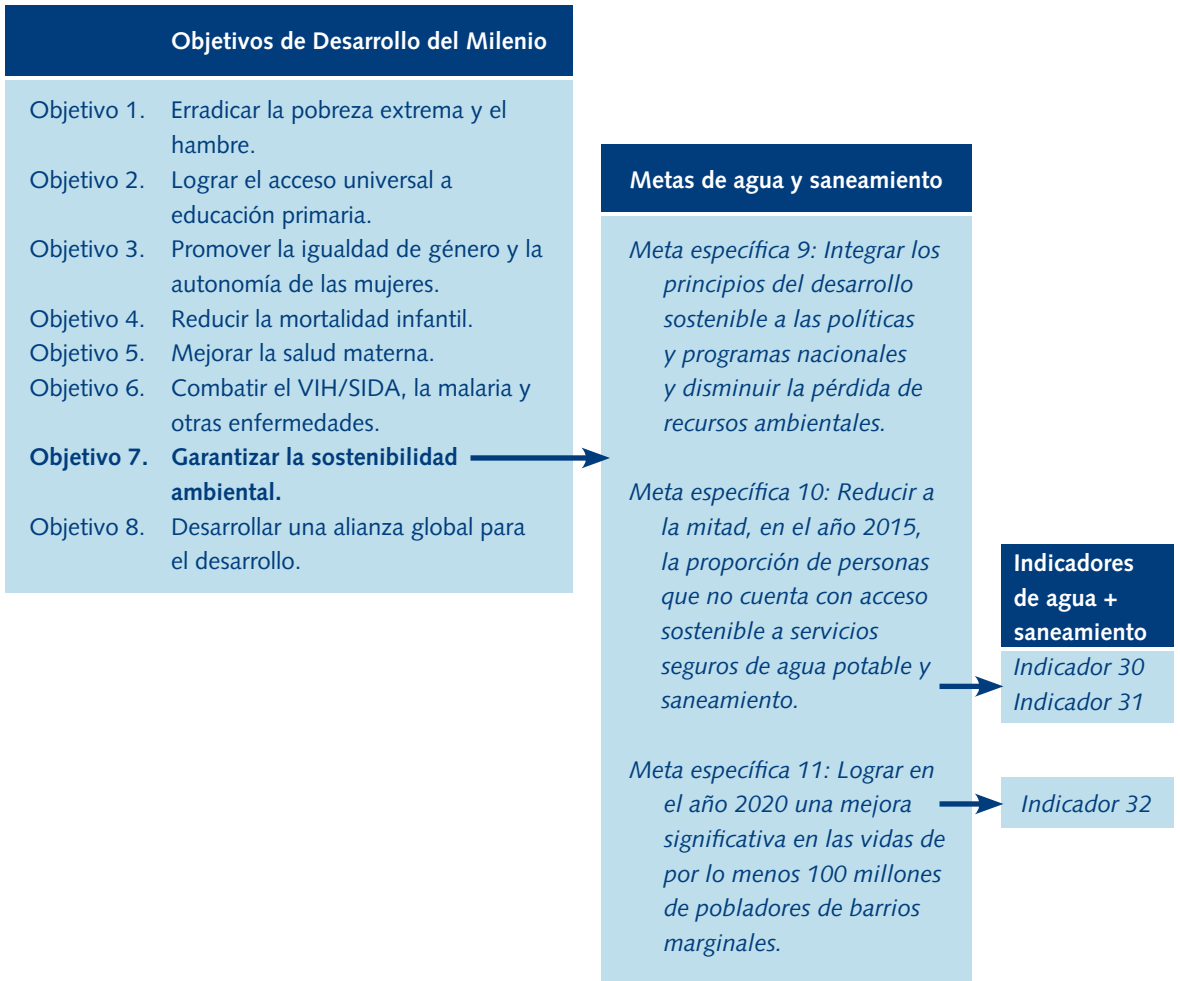 Objetivos de Desarrollo del Milenio
Objetivo 1. Erradicar la pobreza extrema y el
hambre.
Objetivo 2. Lograr el acceso universal a
educación primaria.
Objetivo 3. Promover la igualdad de género y la
autonomía de las mujeres.
Objetivo 4. Reducir la mortalidad infantil.
Objetivo 5. Mejorar la salud materna.
Objetivo 6. Combatir el VIH/SIDA, la malaria y
otras enfermedades.
Objetivo 7. Garantizar la sostenibilidad
ambiental.
Objetivo 8. Desarrollar una alianza global para
el desarrollo.
Metas de agua y saneamiento
Meta específica 9: Integrar los
principios del desarrollo
sostenible a las políticas
y programas nacionales
y disminuir la pérdida de
recursos ambientales.
Meta específica 10: Reducir a
la mitad, en el año 2015,
la proporción de personas
que no cuenta con acceso
sostenible a servicios
seguros de agua potable y
saneamiento.
Meta específica 11: Lograr en
el año 2020 una mejora
significativa en las vidas de
por lo menos 100 millones
de pobladores de barrios
marginales.
Indicadores
de agua +
saneamiento
Indicador 30
Indicador 31
Indicador 32